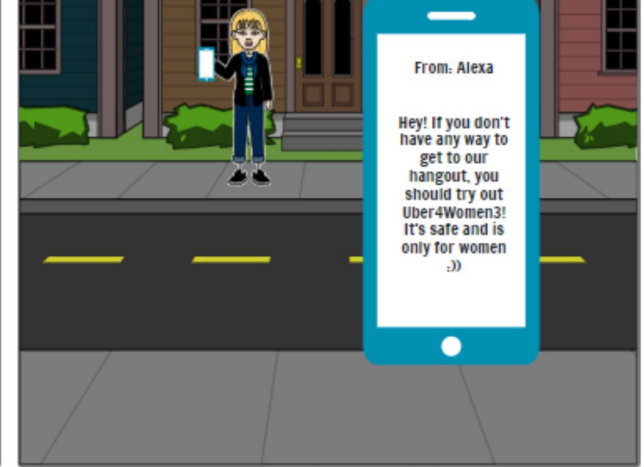 From: Alexa
Hey! If you don't
have any way to
get to our
hangout, you
should try out
Uber4Women3!
It's safe and is
only for women
:))